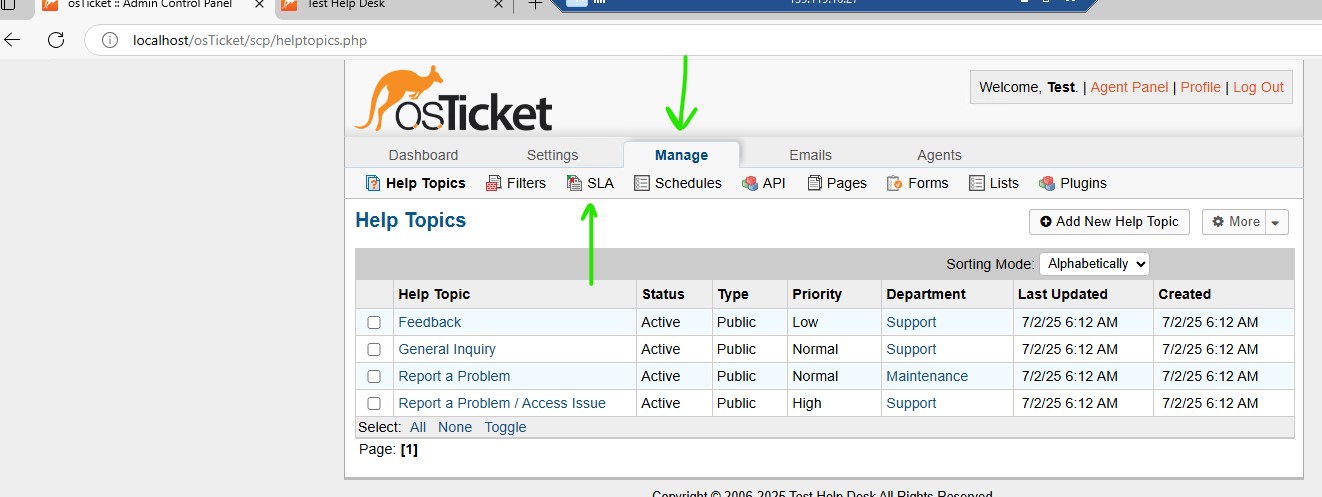 osTicket :: Admin Control Panel
Test Help Desk
localhost/osTicket/scp/helptopics.php
osTicket
Welcome, Test. | Agent Panel | Profile | Log Out
Dashboard Settings Manage Emails Agents
Help Topics Filters SLA Schedules API Pages Forms Lists Plugins
Help Topics
Add New Help Topic More
Sorting Mode: Alphabetically
Help Topic Status Type Priority Department Last Updated Created
Feedback Active Public Low Support 7/2/25 6:12 AM 7/2/25 6:12 AM
General Inquiry Active Public Normal Support 7/2/25 6:12 AM 7/2/25 6:12 AM
Report a Problem Active Public Normal Maintenance 7/2/25 6:12 AM 7/2/25 6:12 AM
Report a Problem / Access Issue Active Public High Support 7/2/25 6:12 AM 7/2/25 6:12 AM
Select: All None Toggle
Page: [1]
Copyright © 2006-2025 Test Help Desk All Rights Reserved.